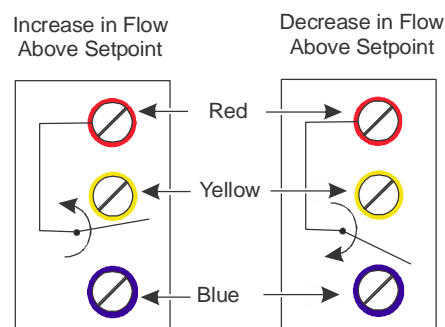 Increase in Flow
Above Setpoint
Decrease in Flow
Above Setpoint
Red
Yellow
Blue